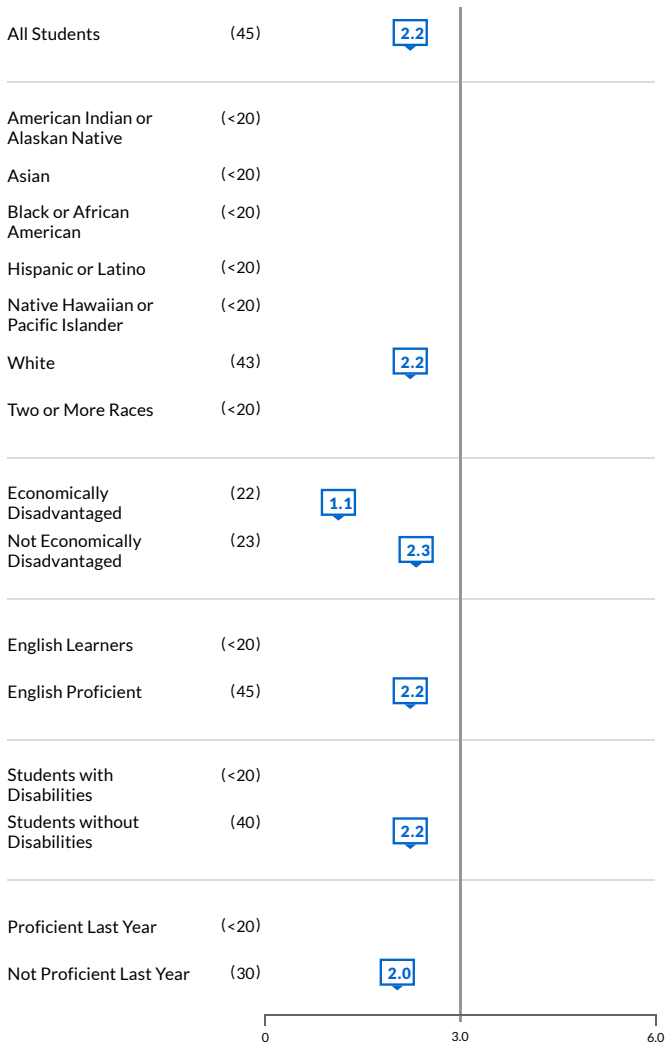 All Students (45) 2.2
American Indian or (<20)
Alaskan Native
Asian (<20)
Black or African (<20)
American
Hispanic or Latino (<20)
Native Hawaiian or (<20)
Pacific Islander
White (43) 2.2
Two or More Races (<20)
Economically (22) 1.1
Disadvantaged
Not Economically (23) 2.3
Disadvantaged
English Learners (<20)
English Proficient (45) 2.2
Students with (<20)
Disabilities
Students without (40) 2.2
Disabilities
Proficient Last Year (<20)
Not Proficient Last Year (30) 2.0
0 3.0 6.0